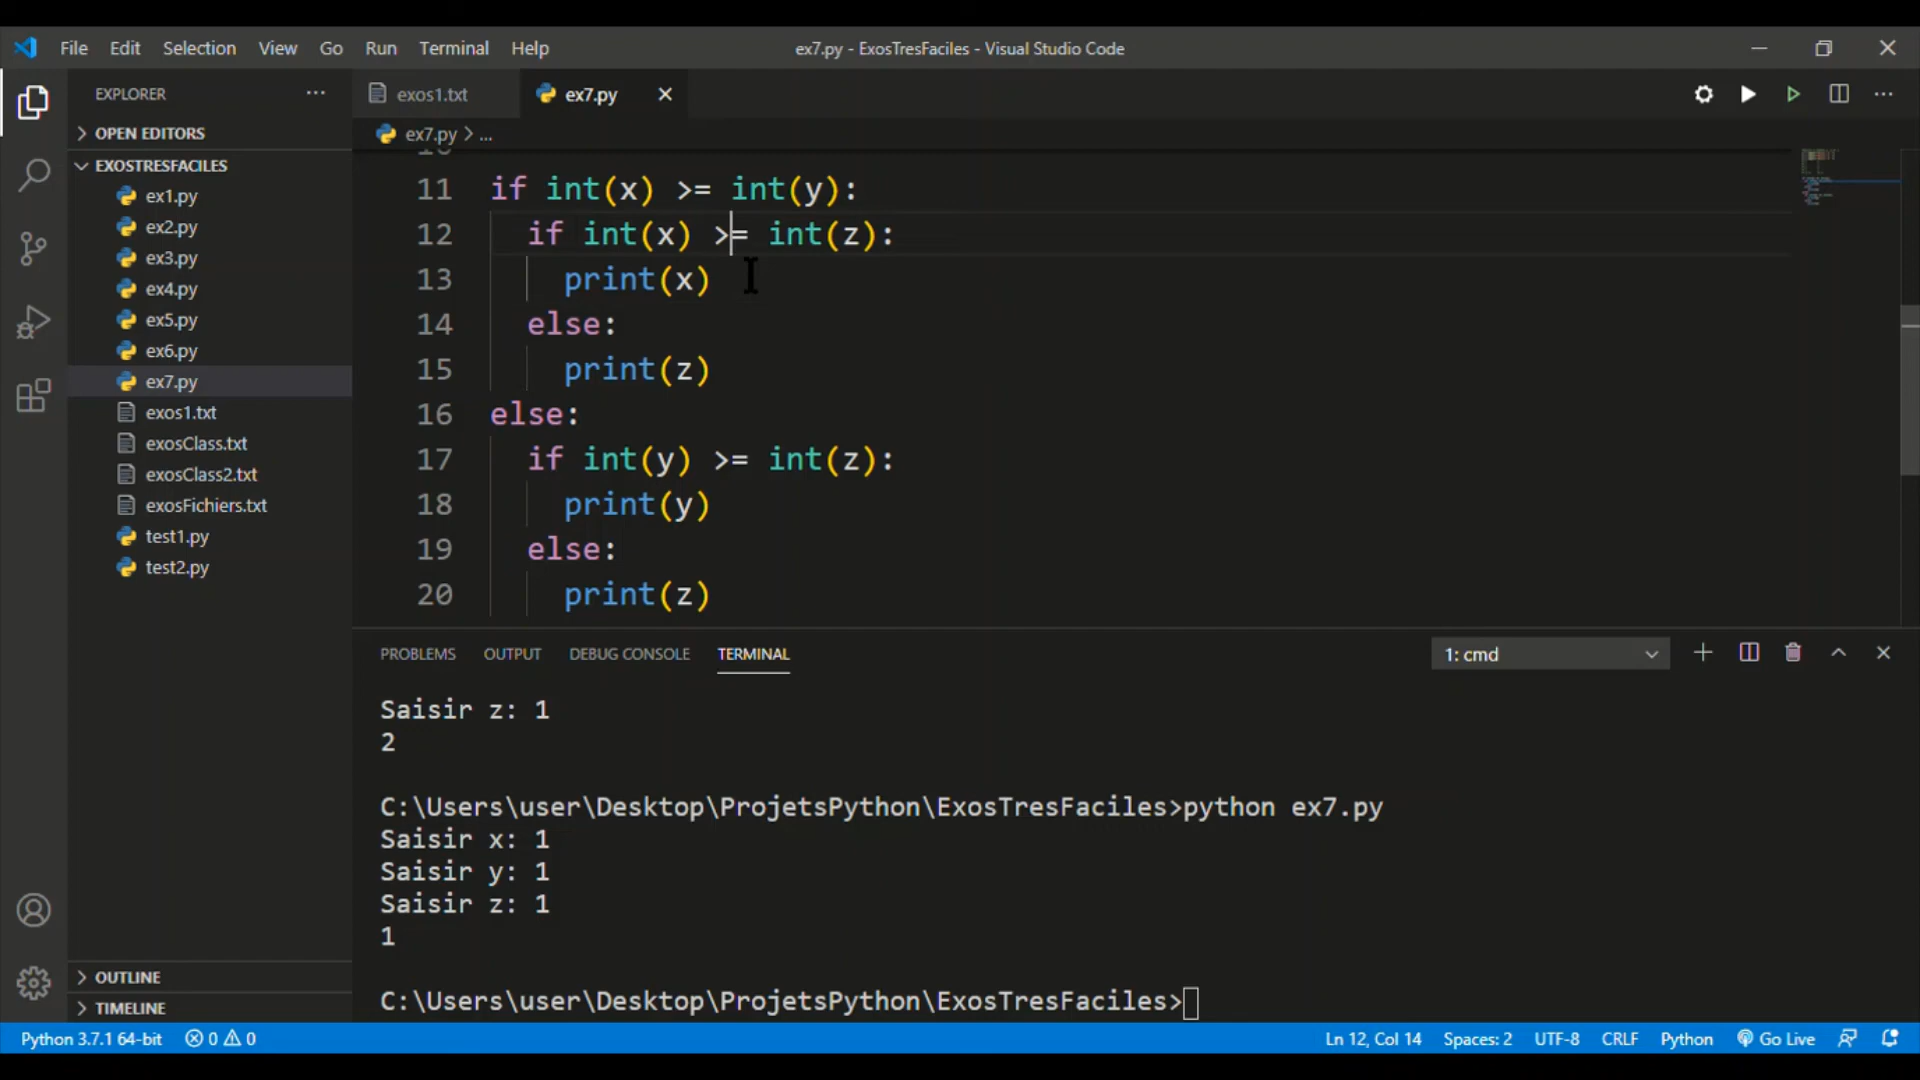 File Edit Selection View Go Run Terminal Help
ex7.py - ExosTresFaciles - Visual Studio Code
EXPLORER
OPEN EDITORS
EXOSTRESFACILES
ex1.py
ex2.py
ex3.py
ex4.py
ex5.py
ex6.py
ex7.py
exos1.txt
exosClass.txt
exosClass2.txt
exosFichiers.txt
test1.py
test2.py
OUTLINE
TIMELINE
exos1.txt ex7.py
ex7.py > ...
11 if int(x) >= int(y):
12 if int(x) >= int(z):
13 print(x)
14 else:
15 print(z)
16 else:
17 if int(y) >= int(z):
18 print(y)
19 else:
20 print(z)
PROBLEMS OUTPUT DEBUG CONSOLE TERMINAL 1: cmd
Saisir z: 1
2
C:\Users\user\Desktop\ProjetsPython\ExosTresFaciles>python ex7.py
Saisir x: 1
Saisir y: 1
Saisir z: 1
1
C:\Users\user\Desktop\ProjetsPython\ExosTresFaciles>
Python 3.7.1 64-bit 0 0 Ln 12, Col 14 Spaces: 2 UTF-8 CRLF Python Go Live